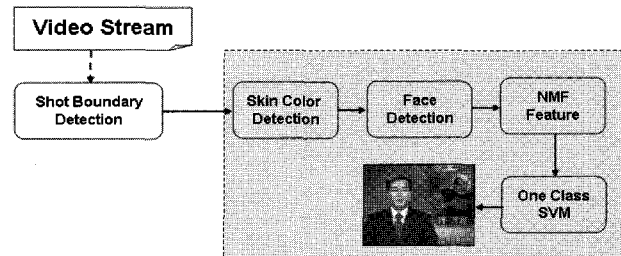 Video Stream
Shot Boundary
Detection
Skin Color
Detection
Face
Detection
NMF
Feature
One Class
SVM